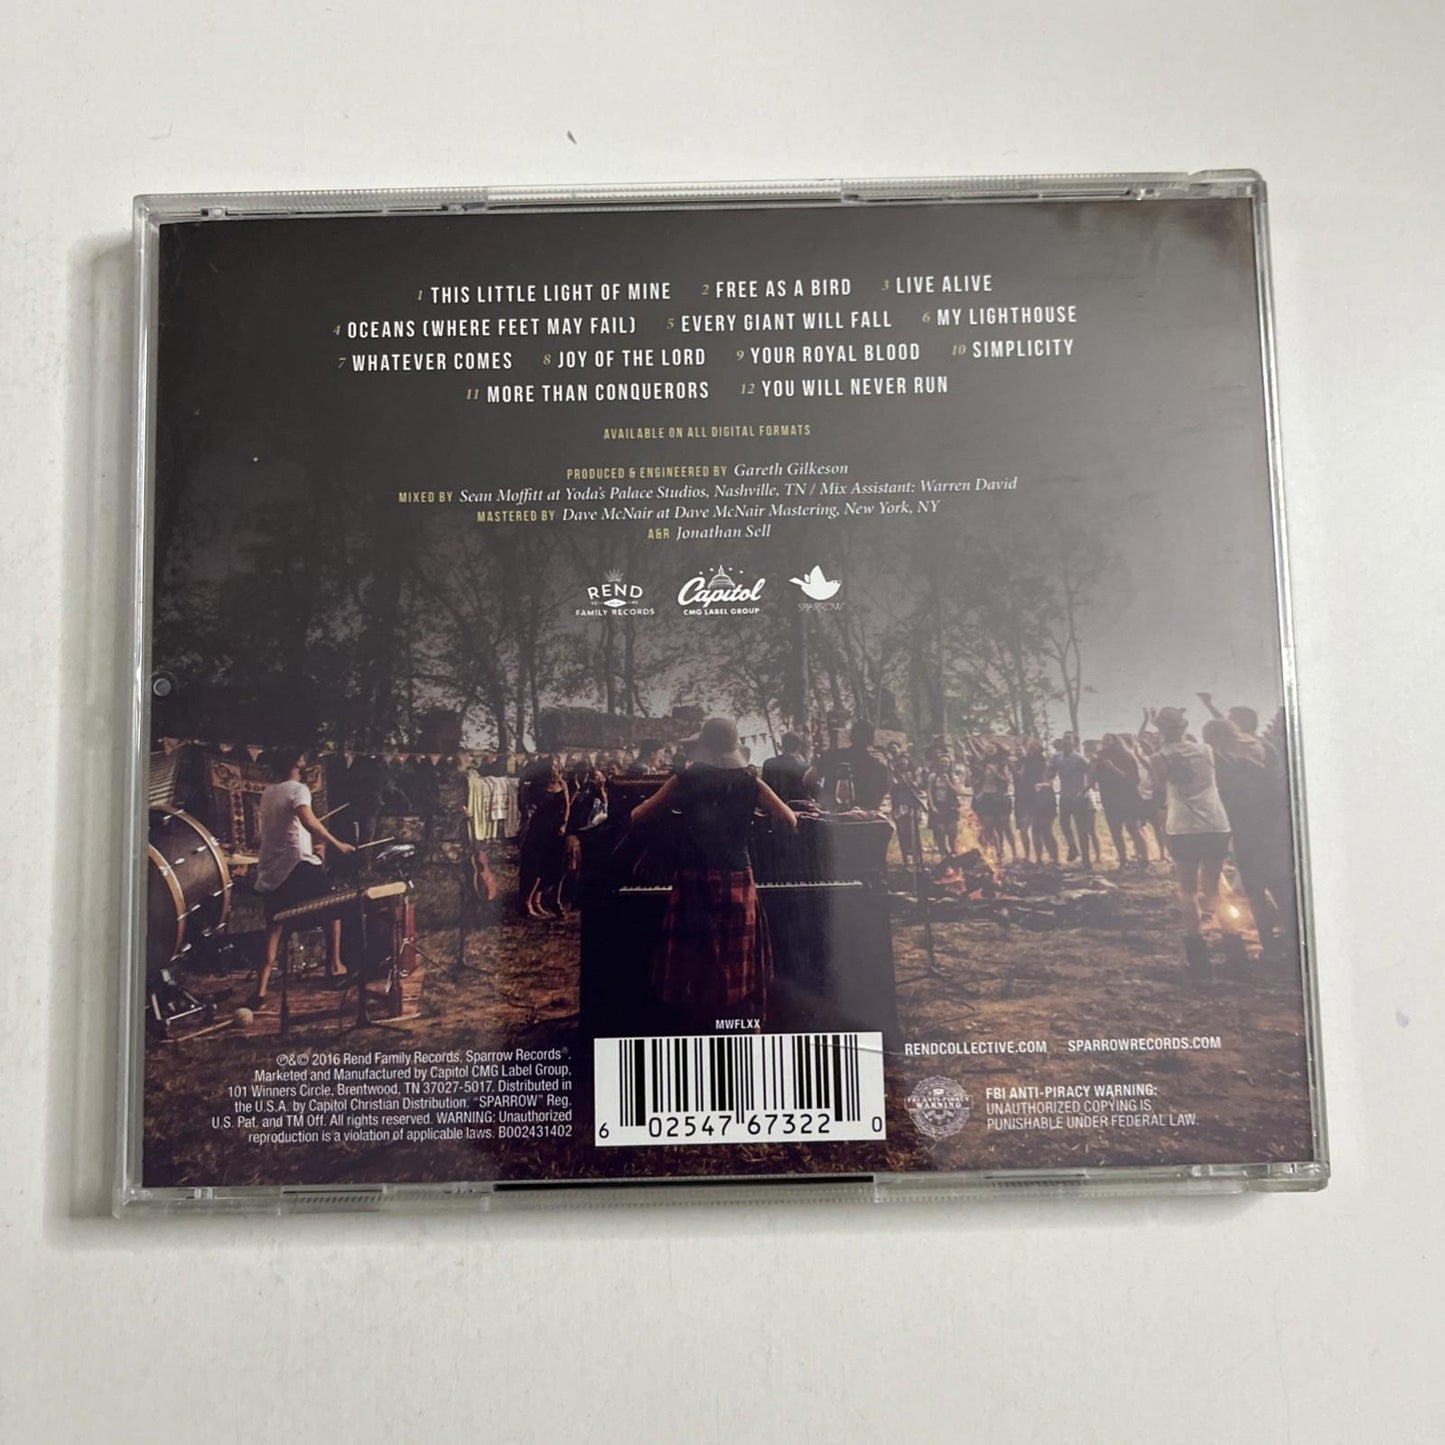 1 THIS LITTLE LIGHT OF MINE 2 FREE AS A BIRD 3 LIVE ALIVE
4 OCEANS (WHERE FEET MAY FAIL) 5 EVERY GIANT WILL FALL 6 MY LIGHTHOUSE
7 WHATEVER COMES 8 JOY OF THE LORD 9 YOUR ROYAL BLOOD 10 SIMPLICITY
11 MORE THAN CONQUERORS 12 YOU WILL NEVER RUN
AVAILABLE ON ALL DIGITAL FORMATS
PRODUCED & ENGINEERED BY Gareth Gilkeson
MIXED BY Sean Moffitt at Yoda's Palace Studios, Nashville, TN / Mix Assistant: Warren David
MASTERED BY Dave McNair at Dave McNair Mastering, New York, NY
A&R Jonathan Sell
REND
FAMILY RECORDS
Capitol
CMG LABEL GROUP
SPARROW
℗&© 2016 Rend Family Records, Sparrow Records®.
Marketed and Manufactured by Capitol CMG Label Group,
101 Winners Circle, Brentwood, TN 37027-5017. Distributed in
the U.S.A. by Capitol Christian Distribution. "SPARROW" Reg.
U.S. Pat. and TM Off. All rights reserved. WARNING: Unauthorized
reproduction is a violation of applicable laws. B002431402
MWFLXX
6 02547 67322 0
RENDCOLLECTIVE.COM SPARROWRECORDS.COM
FBI ANTI-PIRACY
WARNING
FBI ANTI-PIRACY WARNING:
UNAUTHORIZED COPYING IS
PUNISHABLE UNDER FEDERAL LAW.